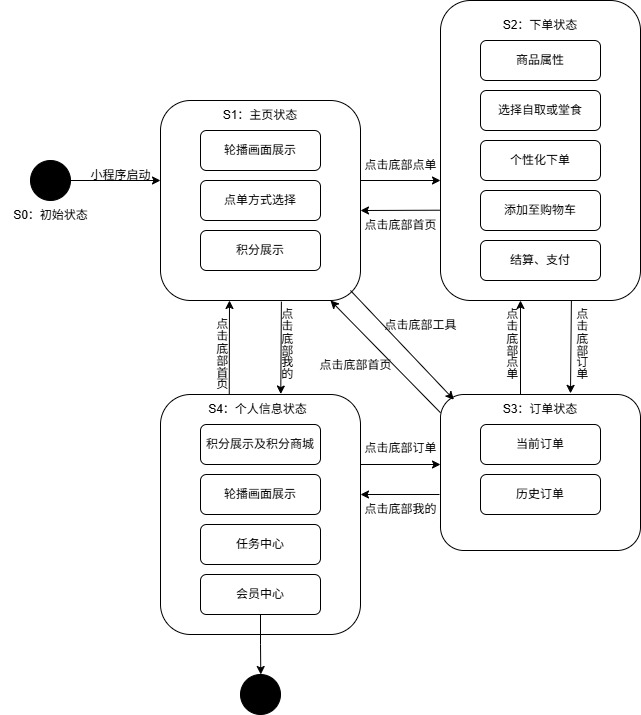 S2：下单状态
商品属性
选择自取或堂食
个性化下单
添加至购物车
结算、支付
S1：主页状态
轮播画面展示
点单方式选择
积分展示
小程序启动
S0：初始状态
点击底部点单
点击底部首页
点击底部首页
点击底部我的
点击底部工具
点击底部首页
点击底部点单
点击底部订单
S4：个人信息状态
积分展示及积分商城
轮播画面展示
任务中心
会员中心
点击底部订单
点击底部我的
S3：订单状态
当前订单
历史订单